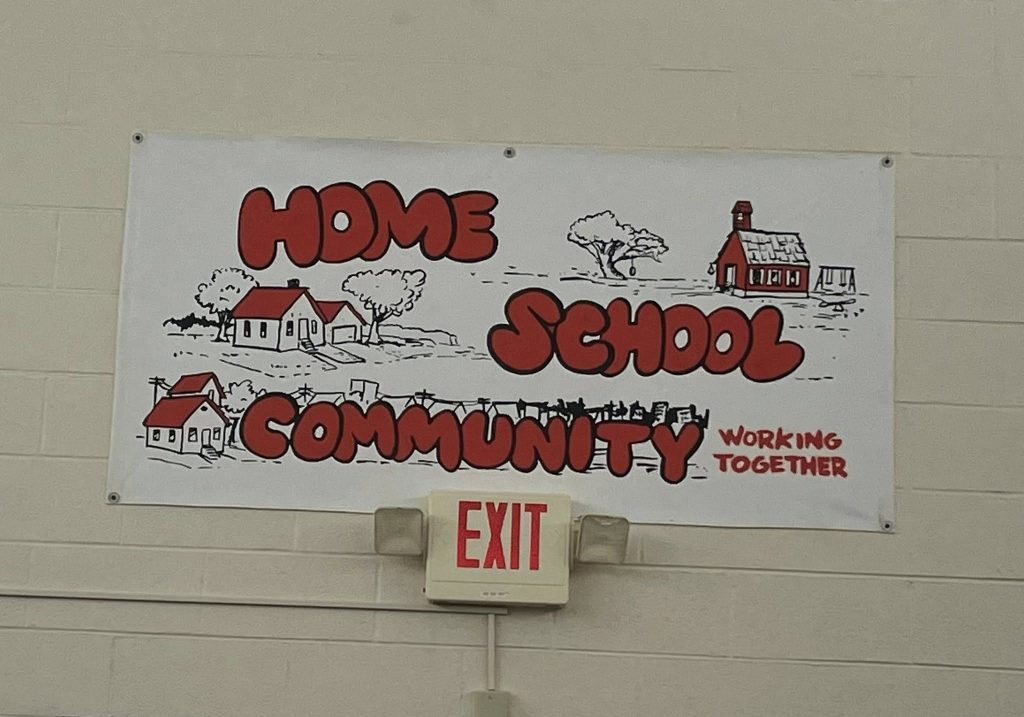 HOME
SCHOOL
COMMUNITY
WORKING
TOGETHER
EXIT